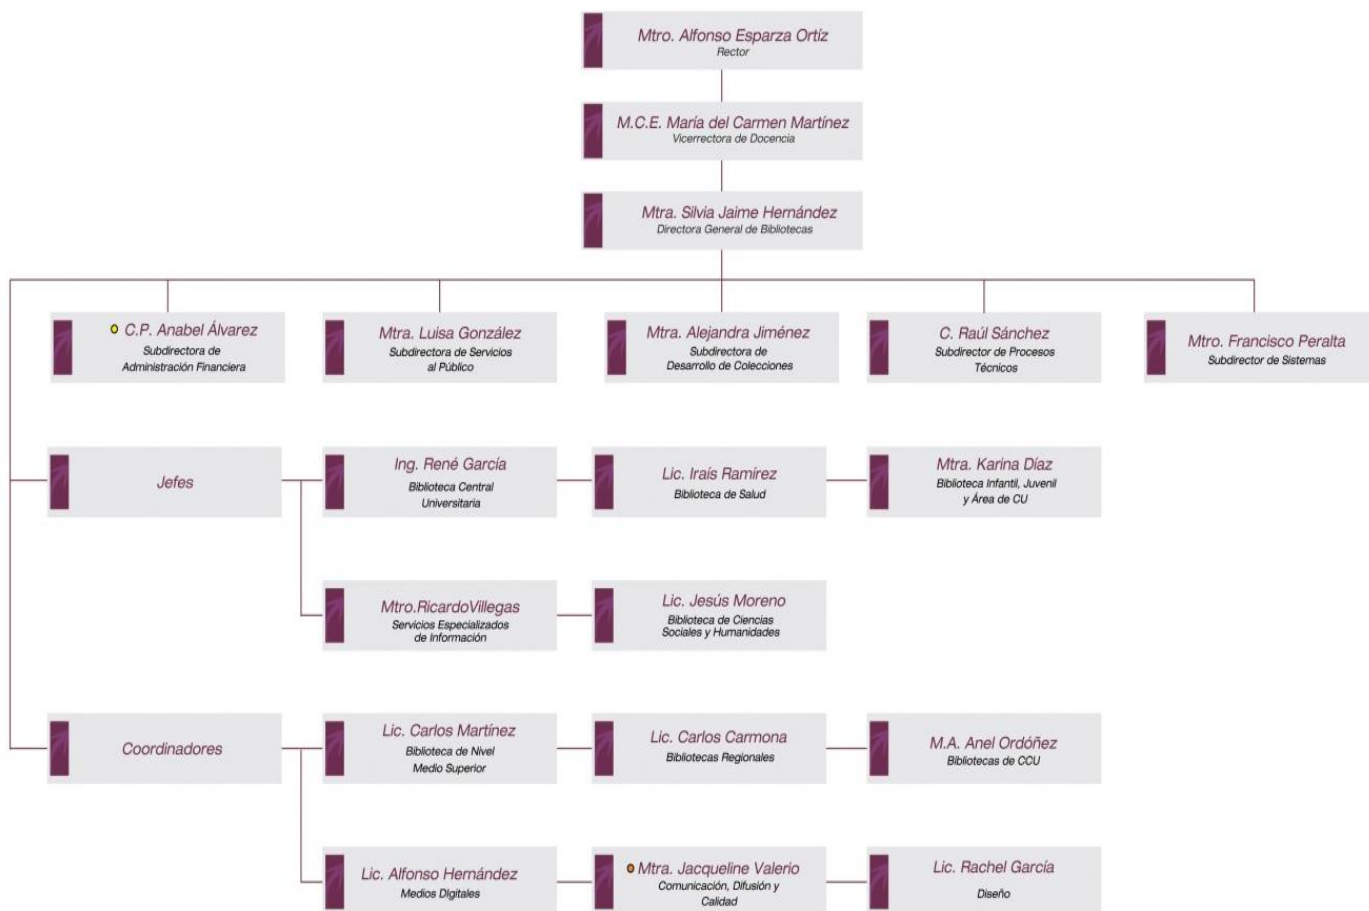 Mtro. Alfonso Esparza Ortíz
Rector
M.C.E. María del Carmen Martínez
Vicerrectora de Docencia
Mtra. Silvia Jaime Hernández
Directora General de Bibliotecas
C.P. Anabel Álvarez
Subdirectora de
Administración Financiera
Mtra. Luisa González
Subdirectora de Servicios
al Público
Mtra. Alejandra Jiménez
Subdirectora de
Desarrollo de Colecciones
C. Raúl Sánchez
Subdirector de Procesos
Técnicos
Mtro. Francisco Peralta
Subdirector de Sistemas
Jefes
Ing. René García
Biblioteca Central
Universitaria
Lic. Iraís Ramírez
Biblioteca de Salud
Mtra. Karina Díaz
Biblioteca Infantil, Juvenil
y Área de CU
Mtro.RicardoVillegas
Servicios Especializados
de Información
Lic. Jesús Moreno
Biblioteca de Ciencias
Sociales y Humanidades
Coordinadores
Lic. Carlos Martínez
Biblioteca de Nivel
Medio Superior
Lic. Carlos Carmona
Bibliotecas Regionales
M.A. Anel Ordóñez
Bibliotecas de CCU
Lic. Alfonso Hernández
Medios DIgitales
Mtra. Jacqueline Valerio
Comunicación, Difusión y
Calidad
Lic. Rachel García
Diseño